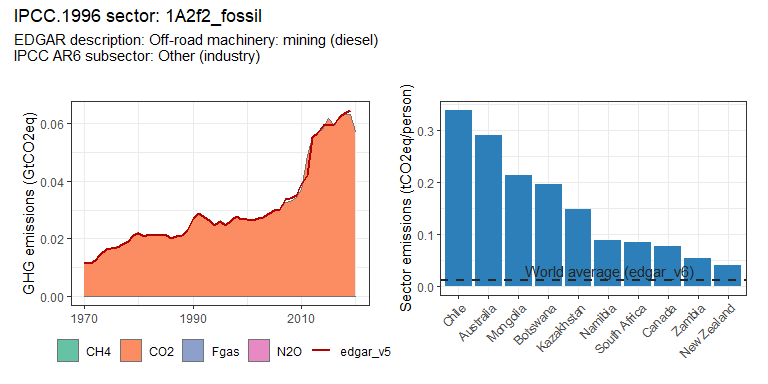 IPCC.1996 sector: 1A2f2_fossil
EDGAR description: Off-road machinery: mining (diesel)
IPCC AR6 subsector: Other (industry)
GHG emissions (GtCO2eq)
0.06
0.04
0.02
0.00
1970
1990
2010
CH4
CO2
Fgas
N2O
edgar_v5
Sector emissions (tCO2eq/person)
0.3
0.2
0.1
0.0
World average (edgar_v6)
Chile
Australia
Mongolia
Botswana
Kazakhstan
Namibia
South Africa
Canada
Zambia
New Zealand